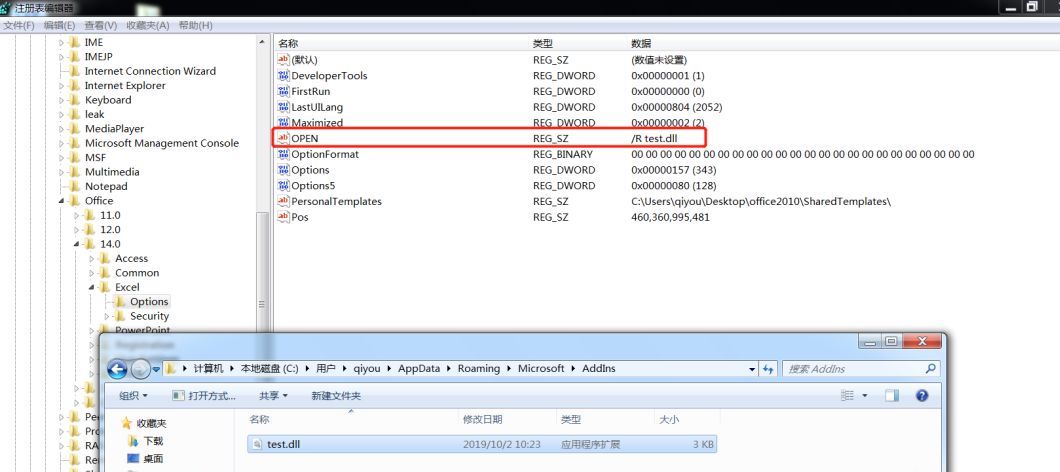 注册表编辑器
文件(F) 编辑(E) 查看(V) 收藏夹(A) 帮助(H)
IME
IMEJP
Internet Connection Wizard
Internet Explorer
Keyboard
leak
MediaPlayer
Microsoft Management Console
MSF
Multimedia
Notepad
Office
11.0
12.0
14.0
Access
Common
Excel
Options
Security
PowerPoint
名称 类型 数据
(默认) REG_SZ (数值未设置)
DeveloperTools REG_DWORD 0x00000001 (1)
FirstRun REG_DWORD 0x00000000 (0)
LastUILang REG_DWORD 0x00000804 (2052)
Maximized REG_DWORD 0x00000002 (2)
OPEN REG_SZ /R test.dll
OptionFormat REG_BINARY 00 00 00 00 00 00 00 00 00 00 00 00 00 00 00 00 00 00 00 00 00 00 00 00
Options REG_DWORD 0x00000157 (343)
Options5 REG_DWORD 0x00000080 (128)
PersonalTemplates REG_SZ C:\Users\qiyou\Desktop\office2010\SharedTemplates\
Pos REG_SZ 460,360,995,481
计算机 本地磁盘 (C:) 用户 qiyou AppData Roaming Microsoft AddIns
搜索 AddIns
组织 打开方式... 共享 新建文件夹
收藏夹
下载
桌面
名称 修改日期 类型 大小
test.dll 2019/10/2 10:23 应用程序扩展 3 KB